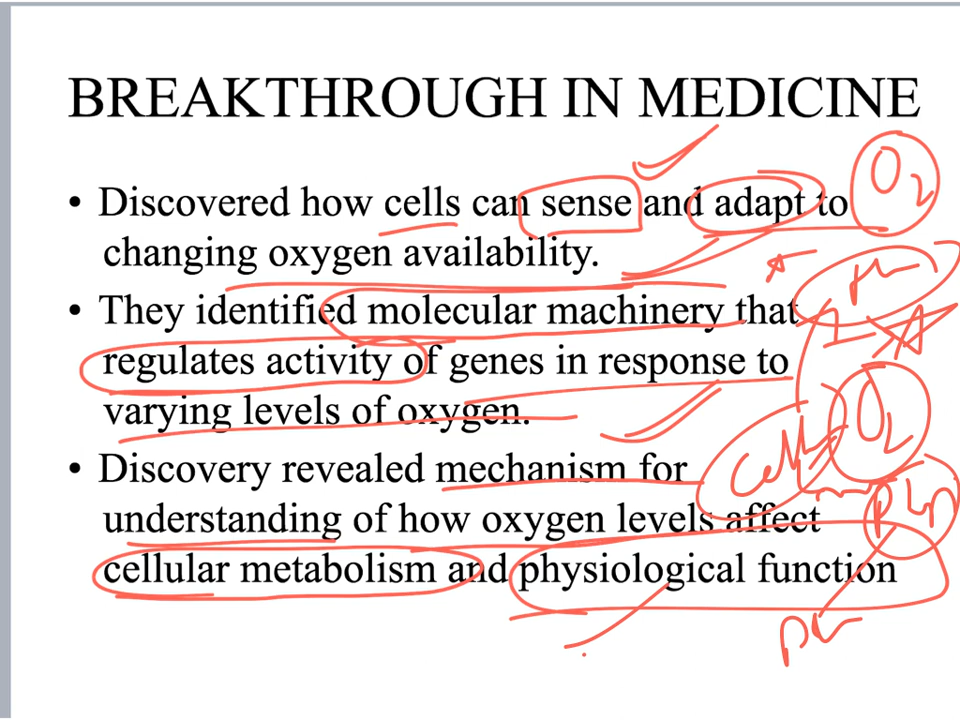 BREAKTHROUGH IN MEDICINE
• Discovered how cells can sense and adapt to O2
changing oxygen availability.
• They identified molecular machinery that
regulates activity of genes in response to
varying levels of oxygen. O2
• Discovery revealed mechanism for
understanding of how oxygen levels affect
cellular metabolism and physiological function